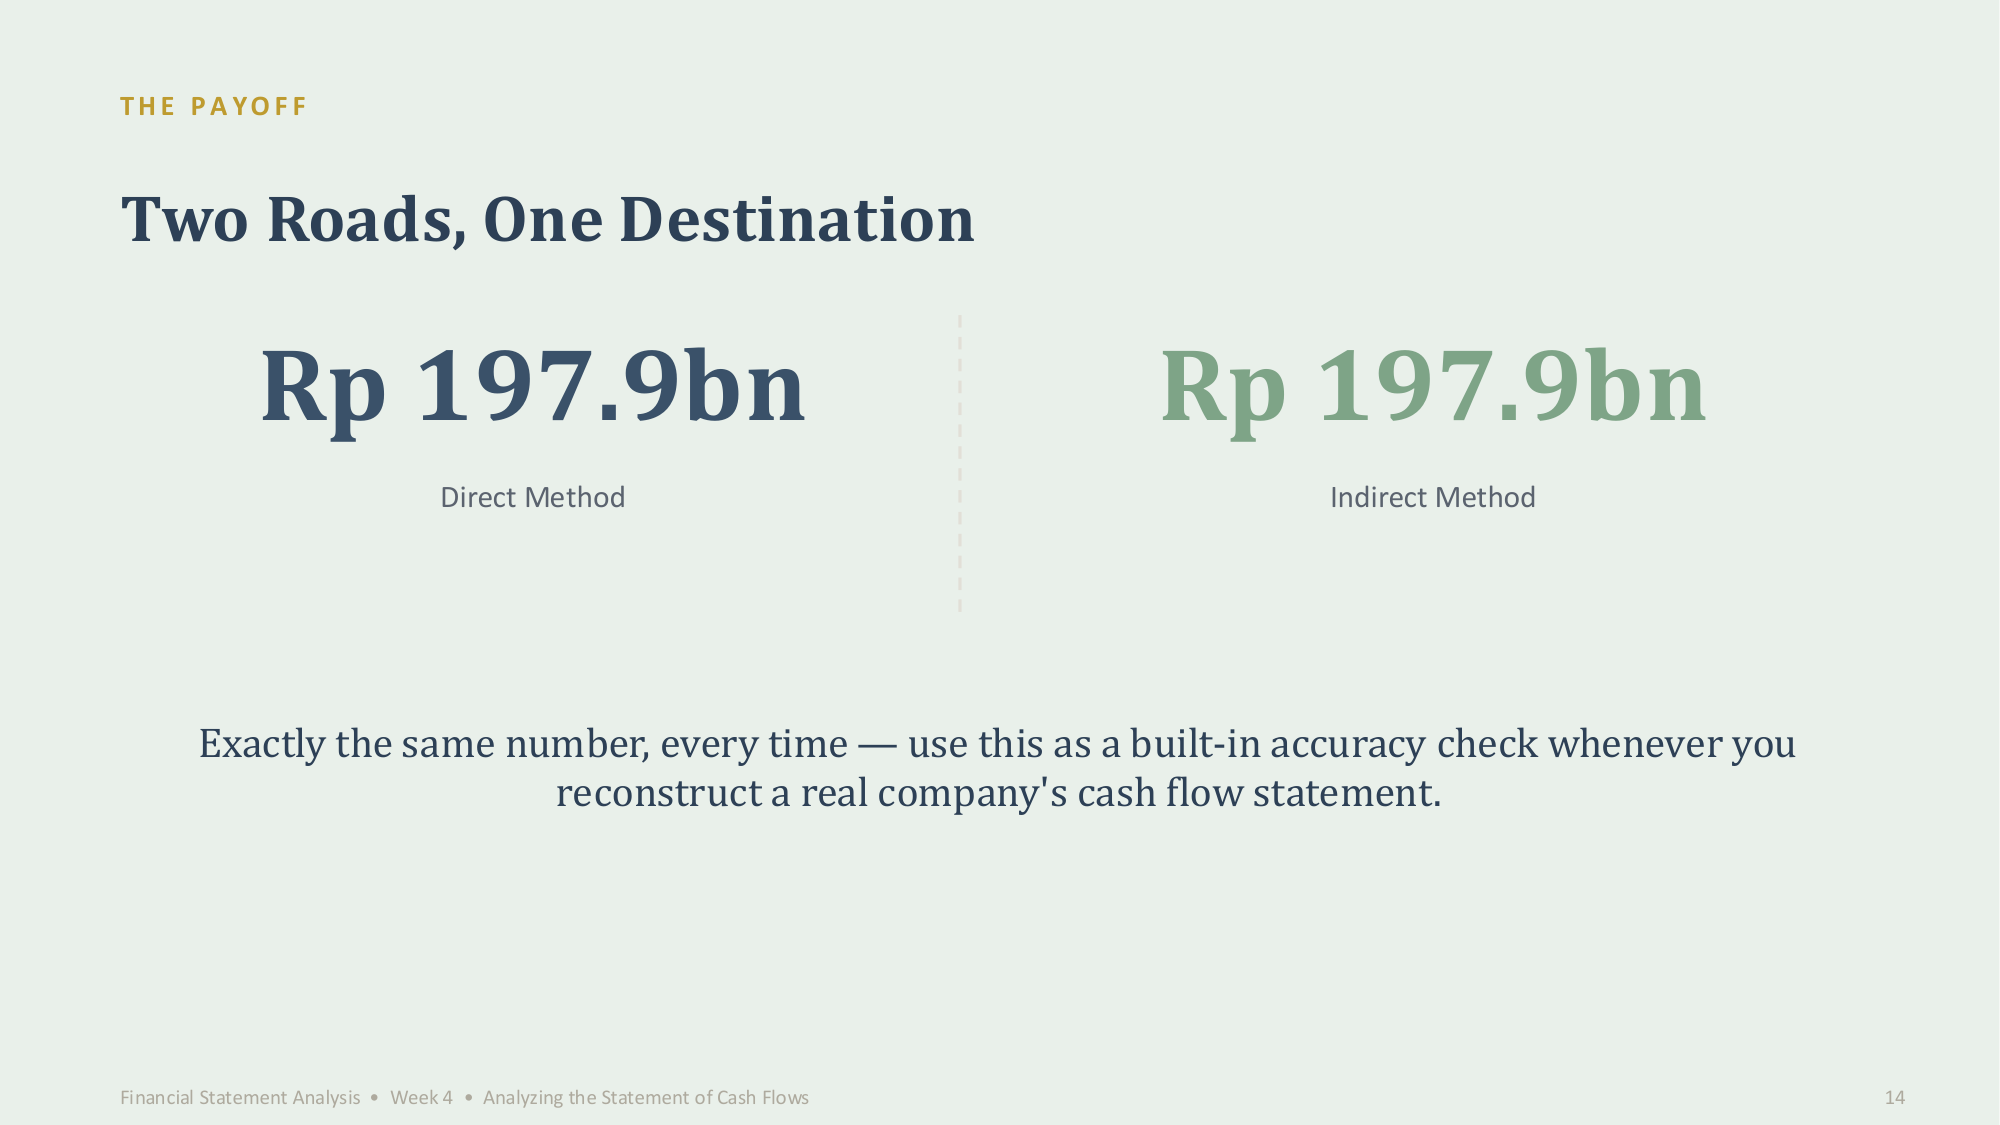 THE PAYOFF
Two Roads, One Destination
Rp 197.9bn
Direct Method
Rp 197.9bn
Indirect Method
Exactly the same number, every time — use this as a built-in accuracy check whenever you
reconstruct a real company's cash flow statement.
Financial Statement Analysis • Week 4 • Analyzing the Statement of Cash Flows
14